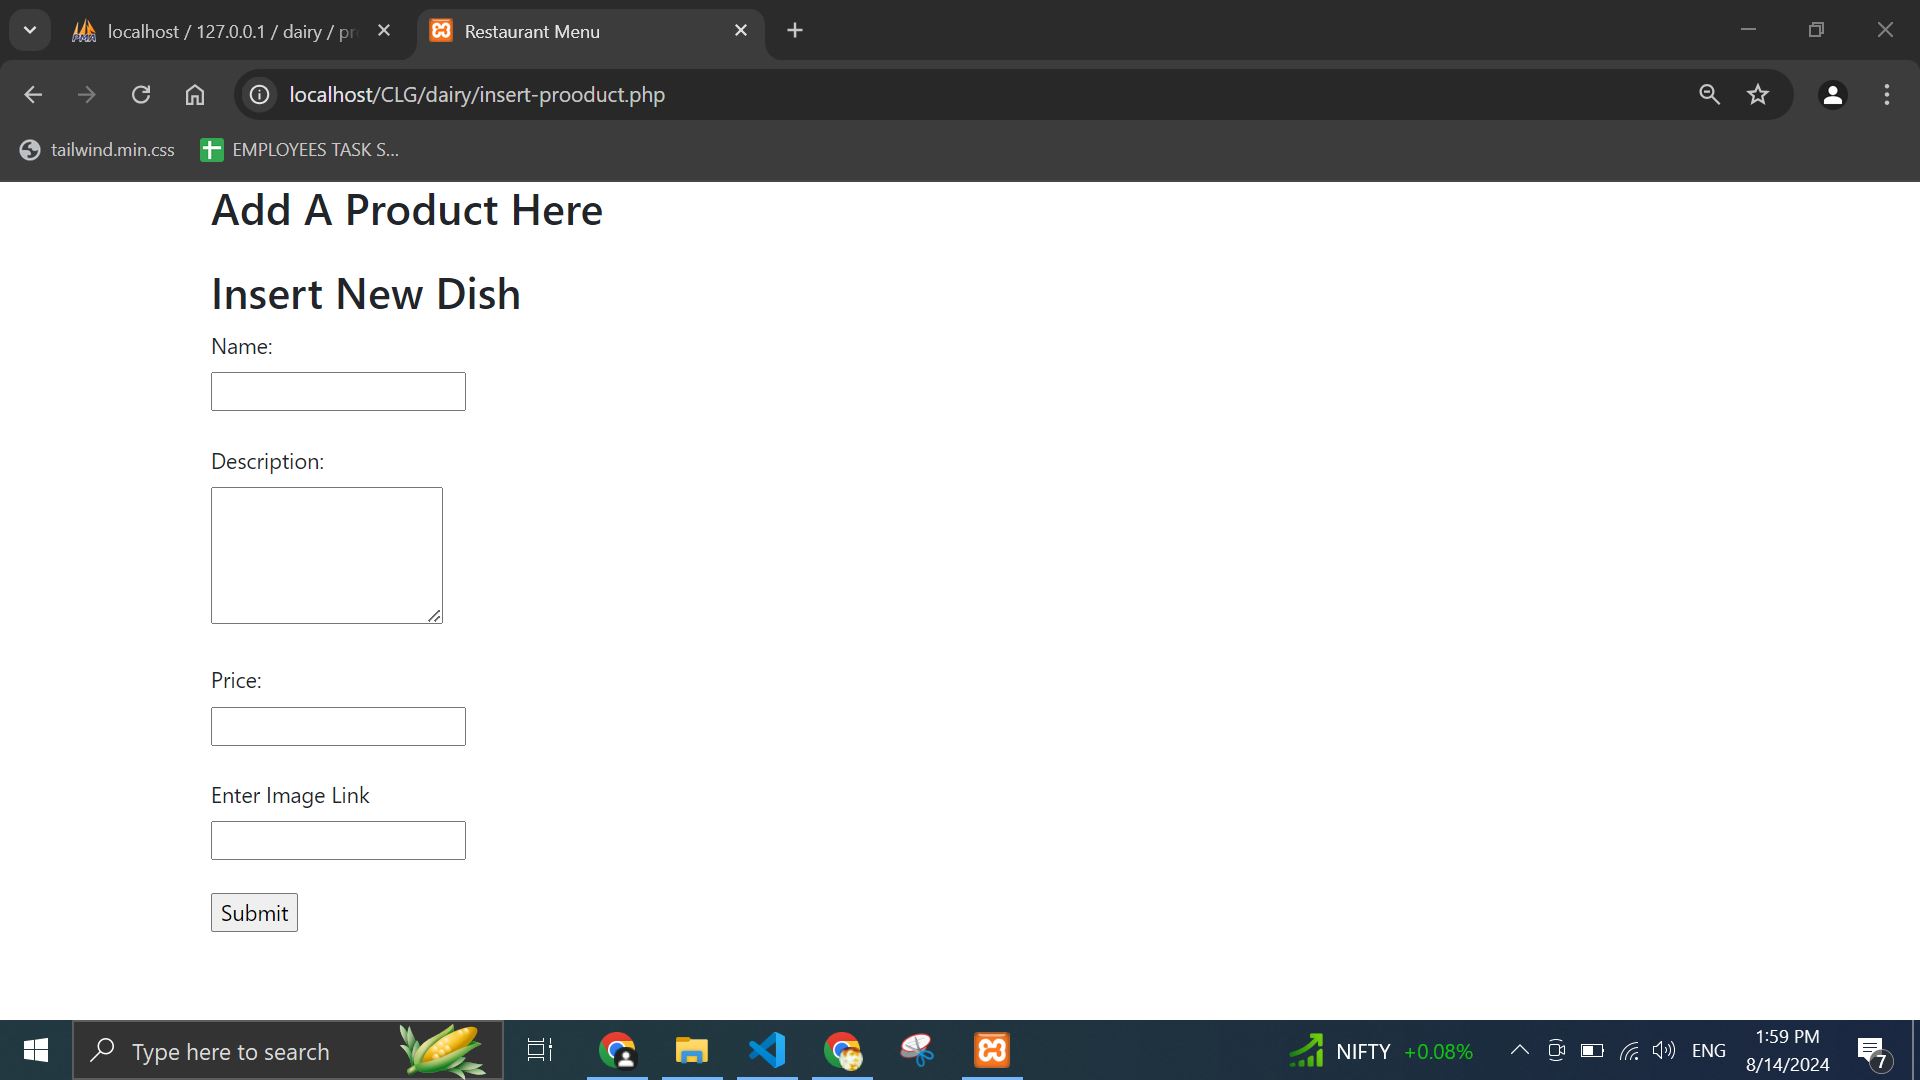 localhost / 127.0.0.1 / dairy / pr
Restaurant Menu
localhost/CLG/dairy/insert-prooduct.php
tailwind.min.css
EMPLOYEES TASK S...
Add A Product Here
Insert New Dish
Name:
Description:
Price:
Enter Image Link
Submit
Type here to search
NIFTY +0.08%
ENG
1:59 PM
8/14/2024
7